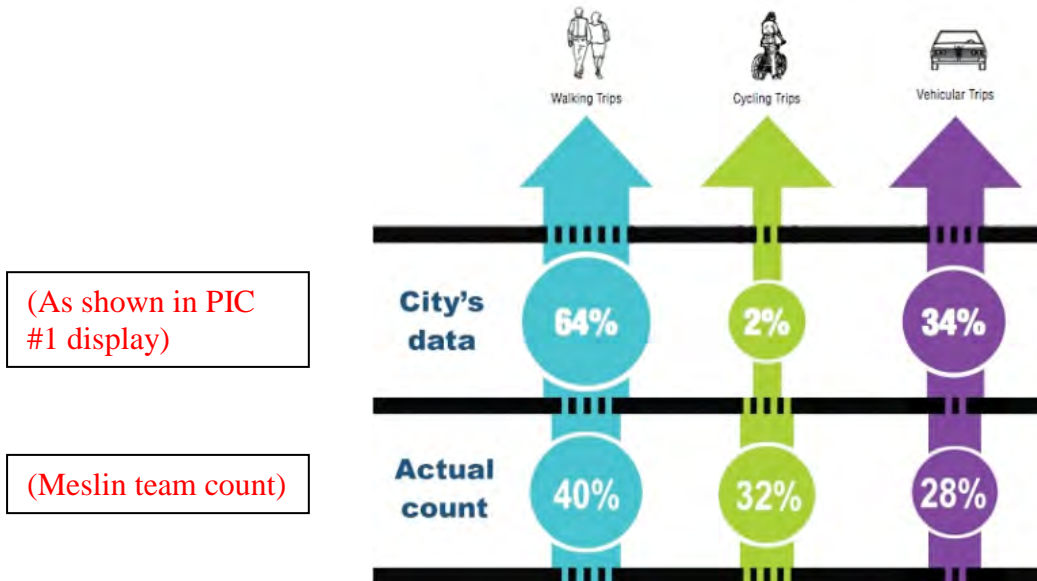 Walking Trips
Cycling Trips
Vehicular Trips
(As shown in PIC
#1 display)
City's
data
64%
2%
34%
(Meslin team count)
Actual
count
40%
32%
28%